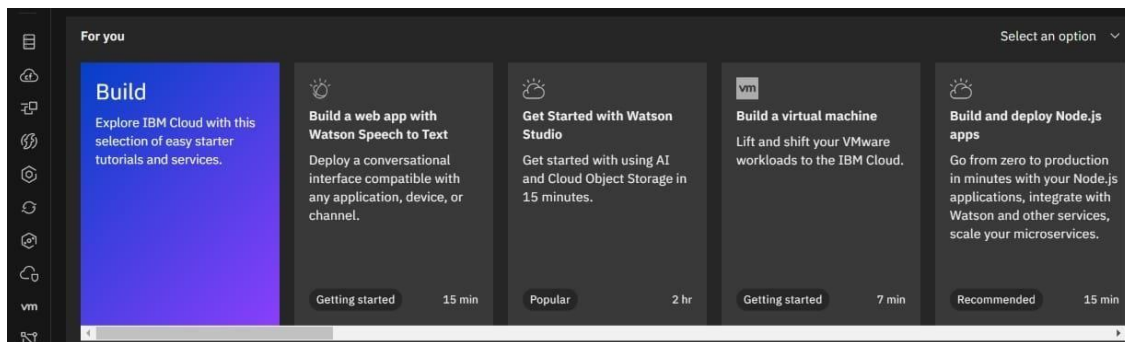 For you
Select an option
Build
Explore IBM Cloud with this
selection of easy starter
tutorials and services.
Build a web app with
Watson Speech to Text
Deploy a conversational
interface compatible with
any application, device, or
channel.
Getting started
15 min
Get Started with Watson
Studio
Get started with using AI
and Cloud Object Storage in
15 minutes.
Popular
2 hr
vm
Build a virtual machine
Lift and shift your VMware
workloads to the IBM Cloud.
Getting started
7 min
Build and deploy Node.js
apps
Go from zero to production
in minutes with your Node.js
applications, integrate with
Watson and other services,
scale your microservices.
Recommended
15 min
cf
vm